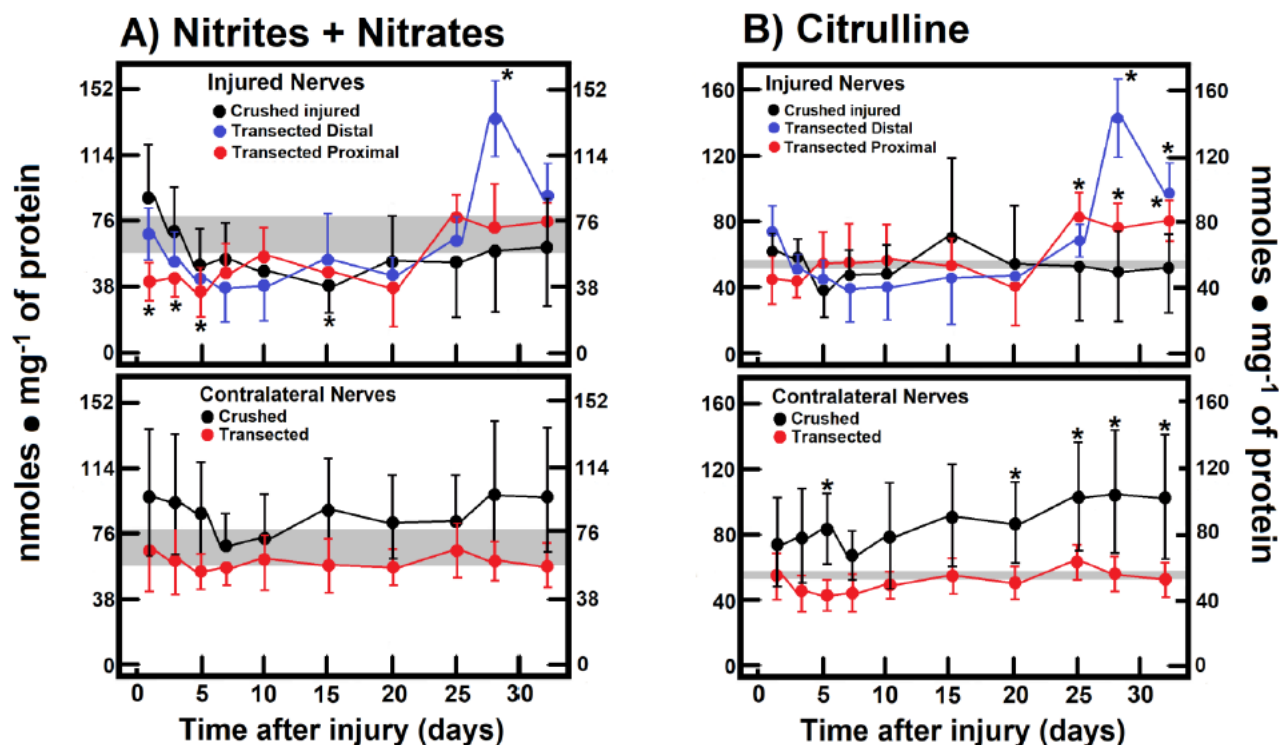 A) Nitrites + Nitrates
B) Citrulline
nmoles ● mg⁻¹ of protein
Injured Nerves
Crushed injured
Transected Distal
Transected Proximal
152
114
76
38
0
152
114
76
38
0
*
* * * *
Contralateral Nerves
Crushed
Transected
152
114
76
38
0
152
114
76
38
0
0 5 10 15 20 25 30
Time after injury (days)
Injured Nerves
Crushed injured
Transected Distal
Transected Proximal
160
120
80
40
0
160
120
80
40
0
*
*
* * *
Contralateral Nerves
Crushed
Transected
160
120
80
40
0
160
120
80
40
0
* * * * *
0 5 10 15 20 25 30
Time after injury (days)
nmoles ● mg⁻¹ of protein